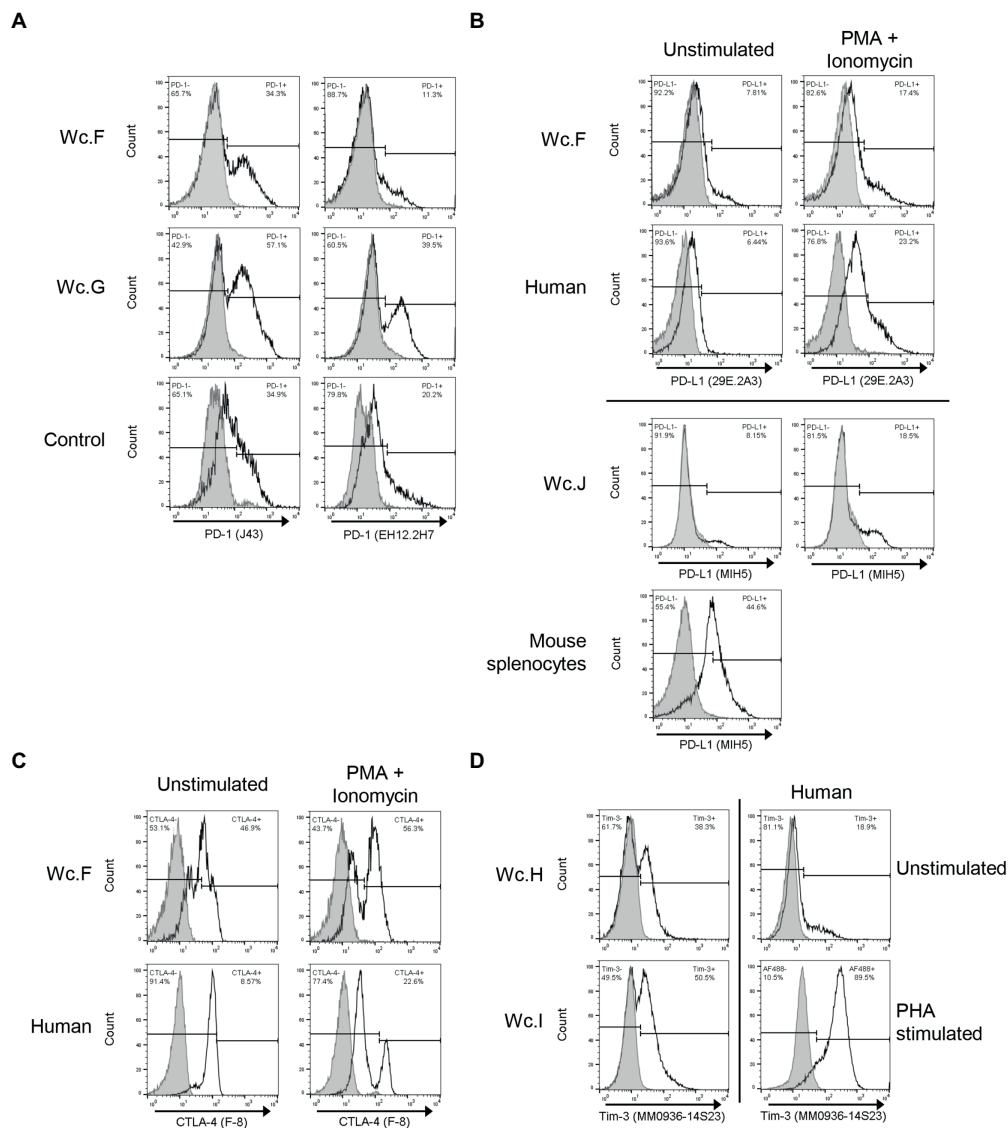 A
Wc.F
Count
PD-1-
65.7%
PD-1+
34.3%
PD-1-
88.7%
PD-1+
11.3%
Wc.G
Count
PD-1-
42.9%
PD-1+
57.1%
PD-1-
60.5%
PD-1+
39.5%
Control
Count
PD-1-
65.1%
PD-1+
34.9%
PD-1-
79.8%
PD-1+
20.2%
PD-1 (J43)
PD-1 (EH12.2H7
B
Unstimulated
PMA +
Ionomycin
Wc.F
Count
PD-L1-
92.2%
PD-L1+
7.81%
PD-L1-
82.6%
PD-L1+
17.4%
Human
Count
PD-L1-
93.6%
PD-L1+
6.44%
PD-L1-
76.8%
PD-L1+
23.2%
PD-L1 (29E.2A3)
PD-L1 (29E.2A3)
Wc.J
Count
PD-L1-
91.9%
PD-L1+
8.15%
PD-L1-
81.5%
PD-L1+
18.5%
PD-L1 (MIH5)
PD-L1 (MIH5)
Mouse
splenocytes
Count
PD-L1-
55.4%
PD-L1+
44.6%
PD-L1 (MIH5)
C
Unstimulated
PMA +
Ionomycin
Wc.F
Count
CTLA-4-
53.1%
CTLA-4+
46.9%
CTLA-4-
43.7%
CTLA-4+
56.3%
Human
Count
CTLA-4-
91.4%
CTLA-4+
8.57%
CTLA-4-
77.4%
CTLA-4+
22.6%
CTLA-4 (F-8)
CTLA-4 (F-8)
D
Human
Wc.H
Count
Tim-3-
61.7%
Tim-3+
38.3%
Tim-3-
81.1%
Tim-3+
18.9%
Unstimulated
Wc.I
Count
Tim-3-
49.5%
Tim-3+
50.5%
AF488-
10.5%
AF488+
89.5%
PHA
stimulated
Tim-3 (MM0936-14S23)
Tim-3 (MM0936-14S23)